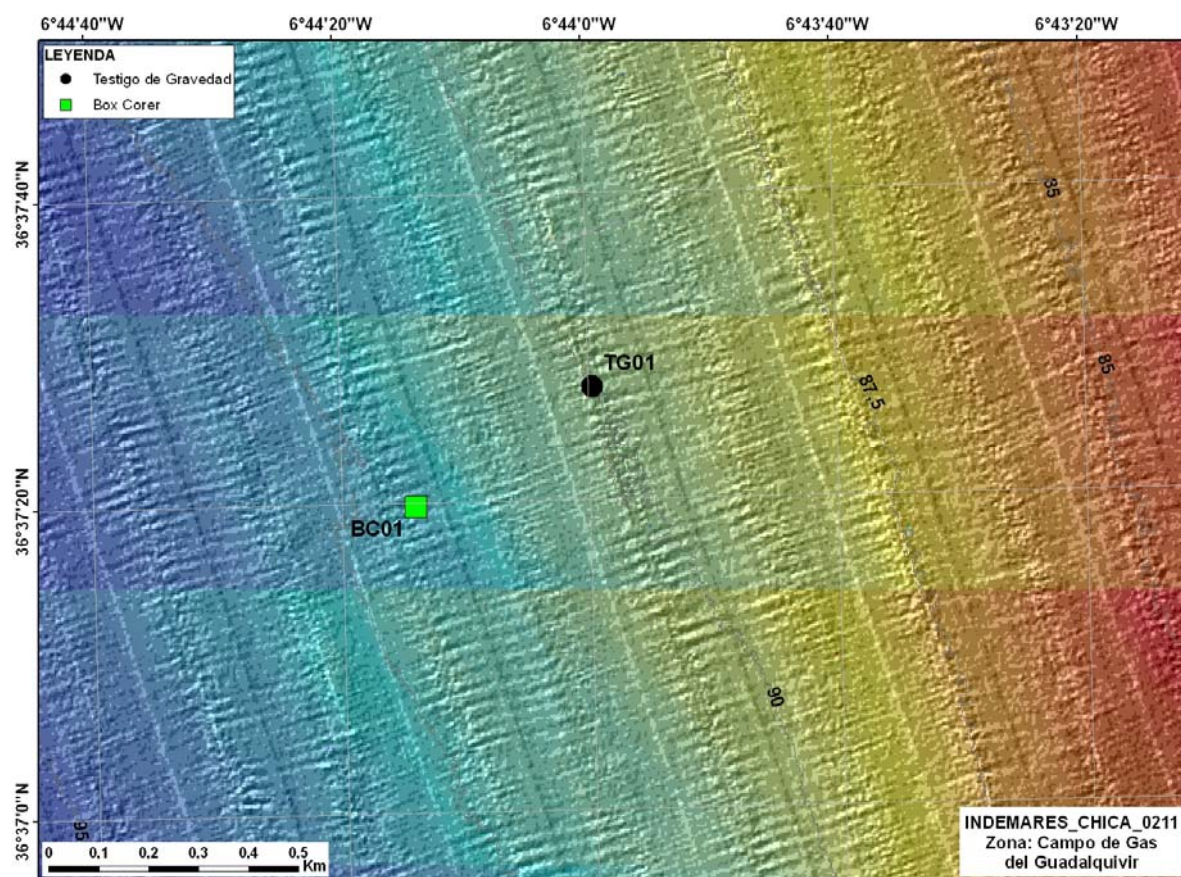 6°44'40"W
6°44'20"W
6°44'0"W
6°43'40"W
6°43'20"W
LEYENDA
Testigo de Gravedad
Box Corer
36°37'40"N
36°37'20"N
36°37'0"N
85
TG01
87,5
85
BC01
90
95
0 0.1 0.2 0.3 0.4 0.5
Km
INDEMARES_CHICA_0211
Zona: Campo de Gas
del Guadalquivir